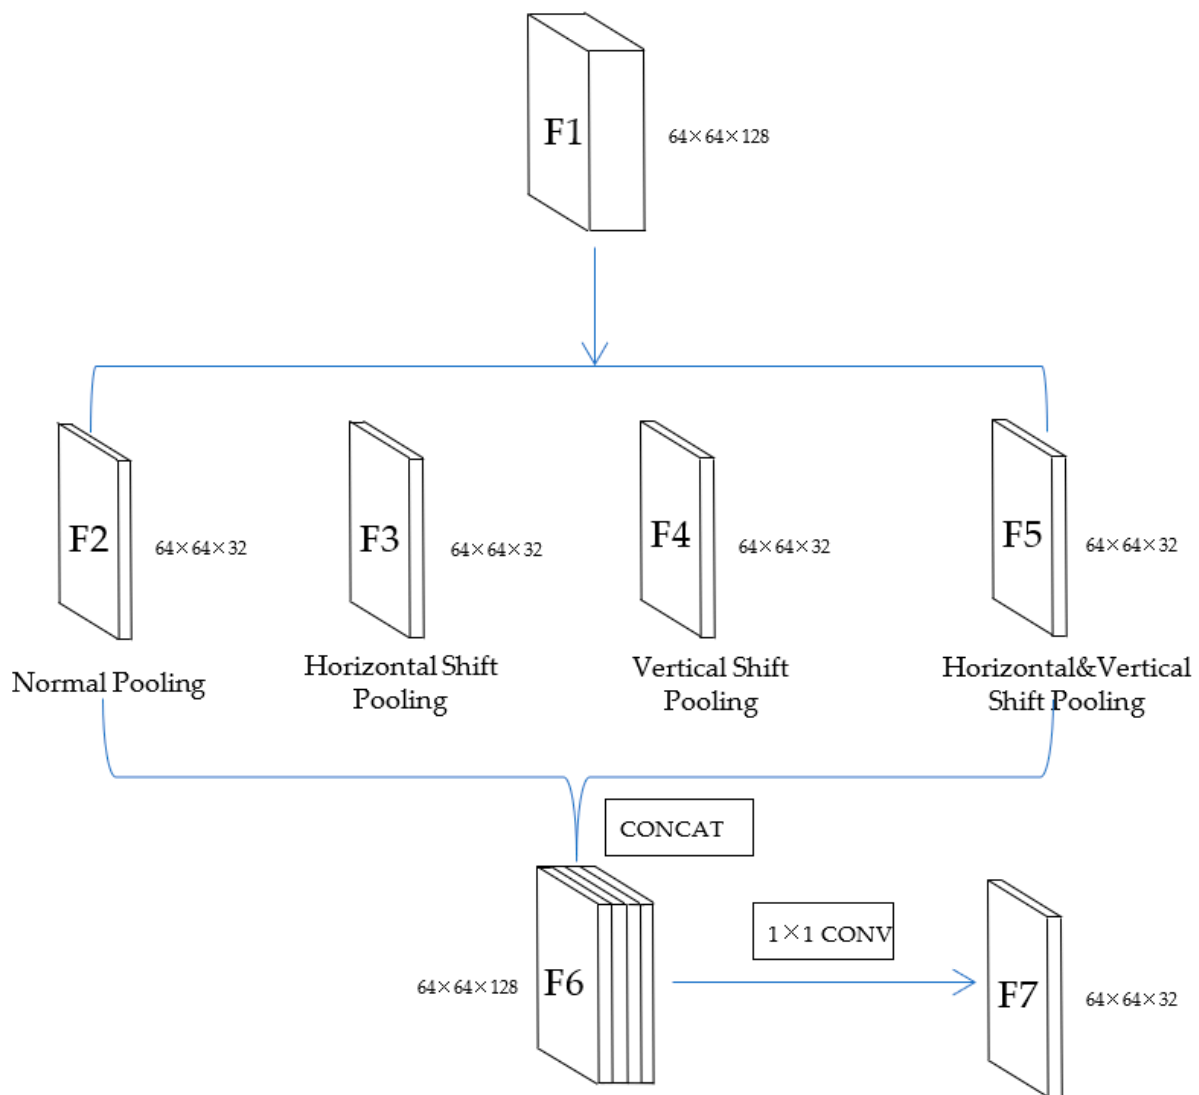 F1
64×64×128
F2
64×64×32
F3
64×64×32
F4
64×64×32
F5
64×64×32
Normal Pooling
Horizontal Shift
Pooling
Vertical Shift
Pooling
Horizontal&Vertical
Shift Pooling
CONCAT
1×1 CONV
64×64×128
F6
F7
64×64×32